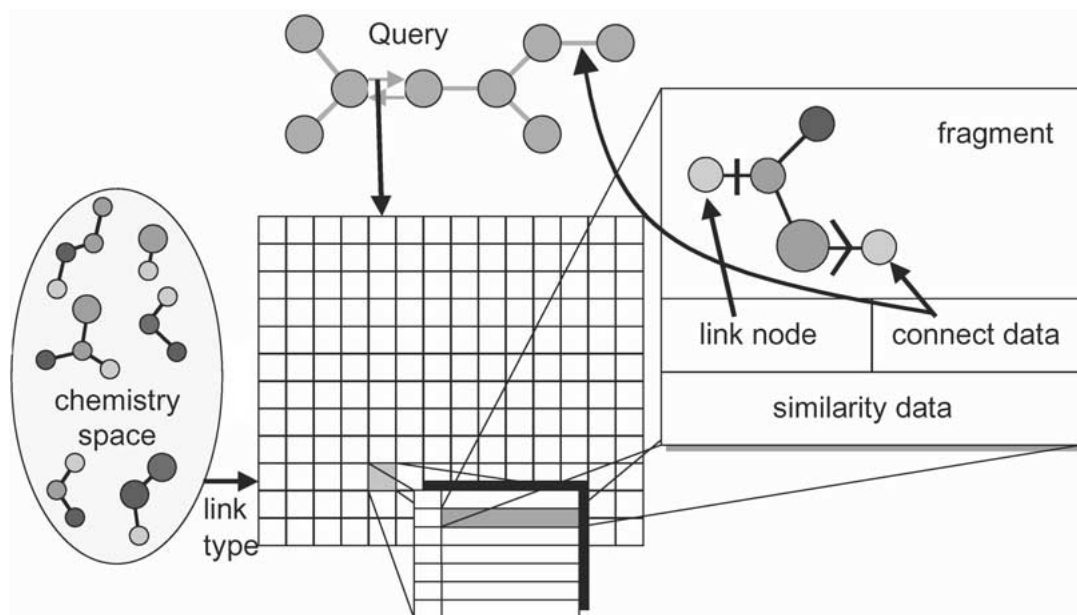 Query
fragment
link node
connect data
similarity data
chemistry
space
link
type